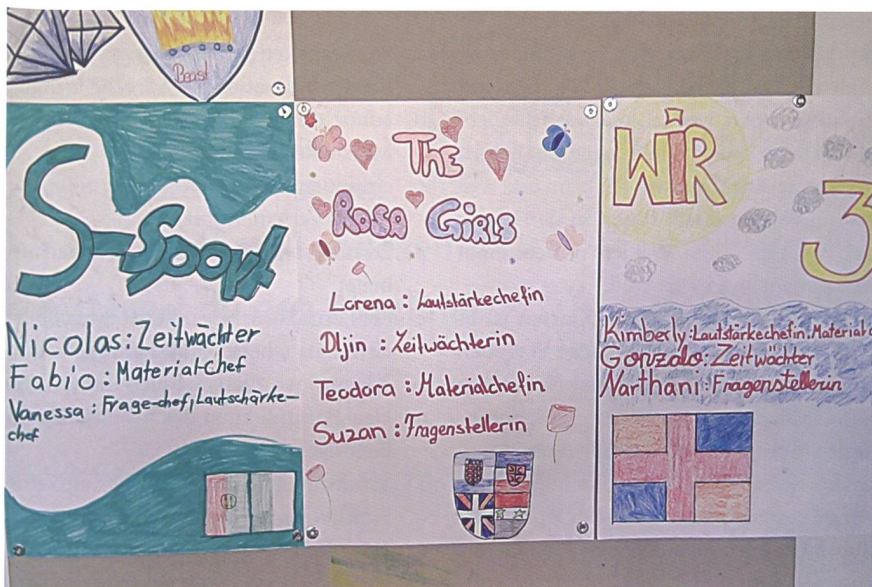 Beast
S-Sport
Nicolas: Zeitwächter
Fabio: Material-Chef
Vanessa: Frage-chef, Lautschärke-
chef
The
Rosa Girls
Lorena: Lautstärkechefin
Dljin: Zeitwächterin
Teodora: Materialchefin
Suzan: Fragenstellerin
WiR
3
Kimberly: Lautstärkechefin. Material
Gonzalo: Zeitwächter
Narthani: Fragenstellerin